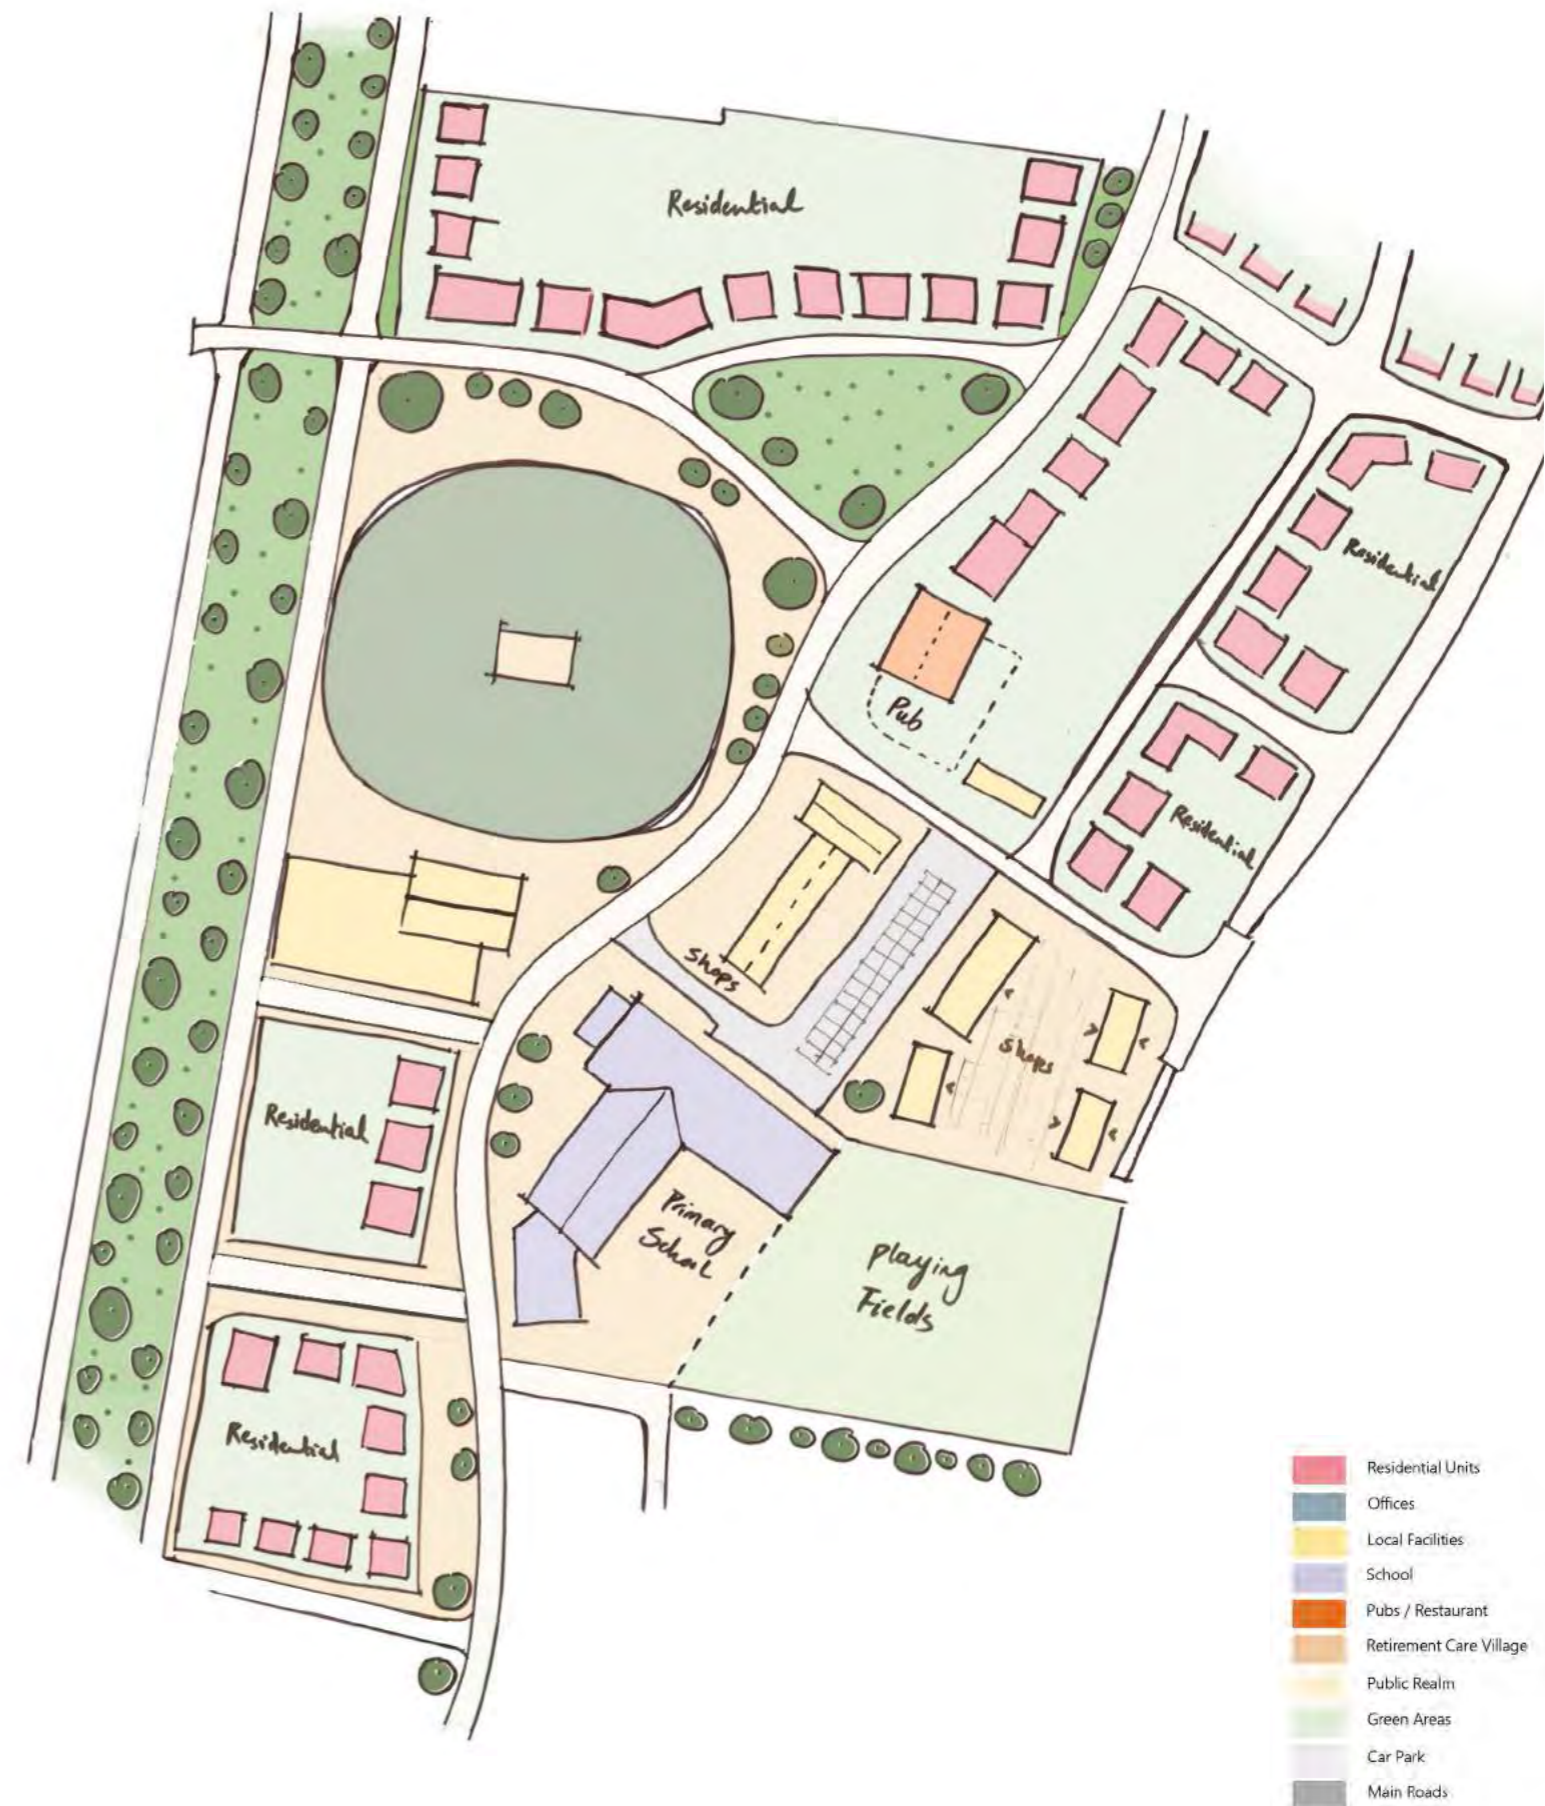 Residential
Residential
Pub
Residential
Shops
Shops
Residential
Primary
School
Playing
Fields
Residential
Residential Units
Offices
Local Facilities
School
Pubs / Restaurant
Retirement Care Village
Public Realm
Green Areas
Car Park
Main Roads